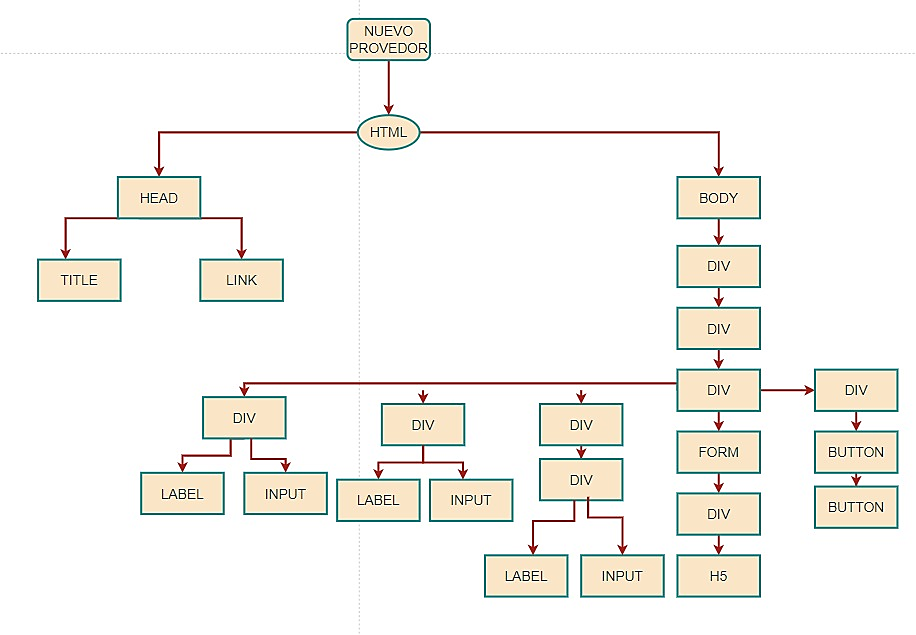 NUEVO
PROVEDOR
HTML
HEAD
BODY
TITLE
LINK
DIV
DIV
DIV
DIV
DIV
DIV
DIV
FORM
BUTTON
DIV
LABEL
INPUT
LABEL
INPUT
DIV
BUTTON
LABEL
INPUT
H5